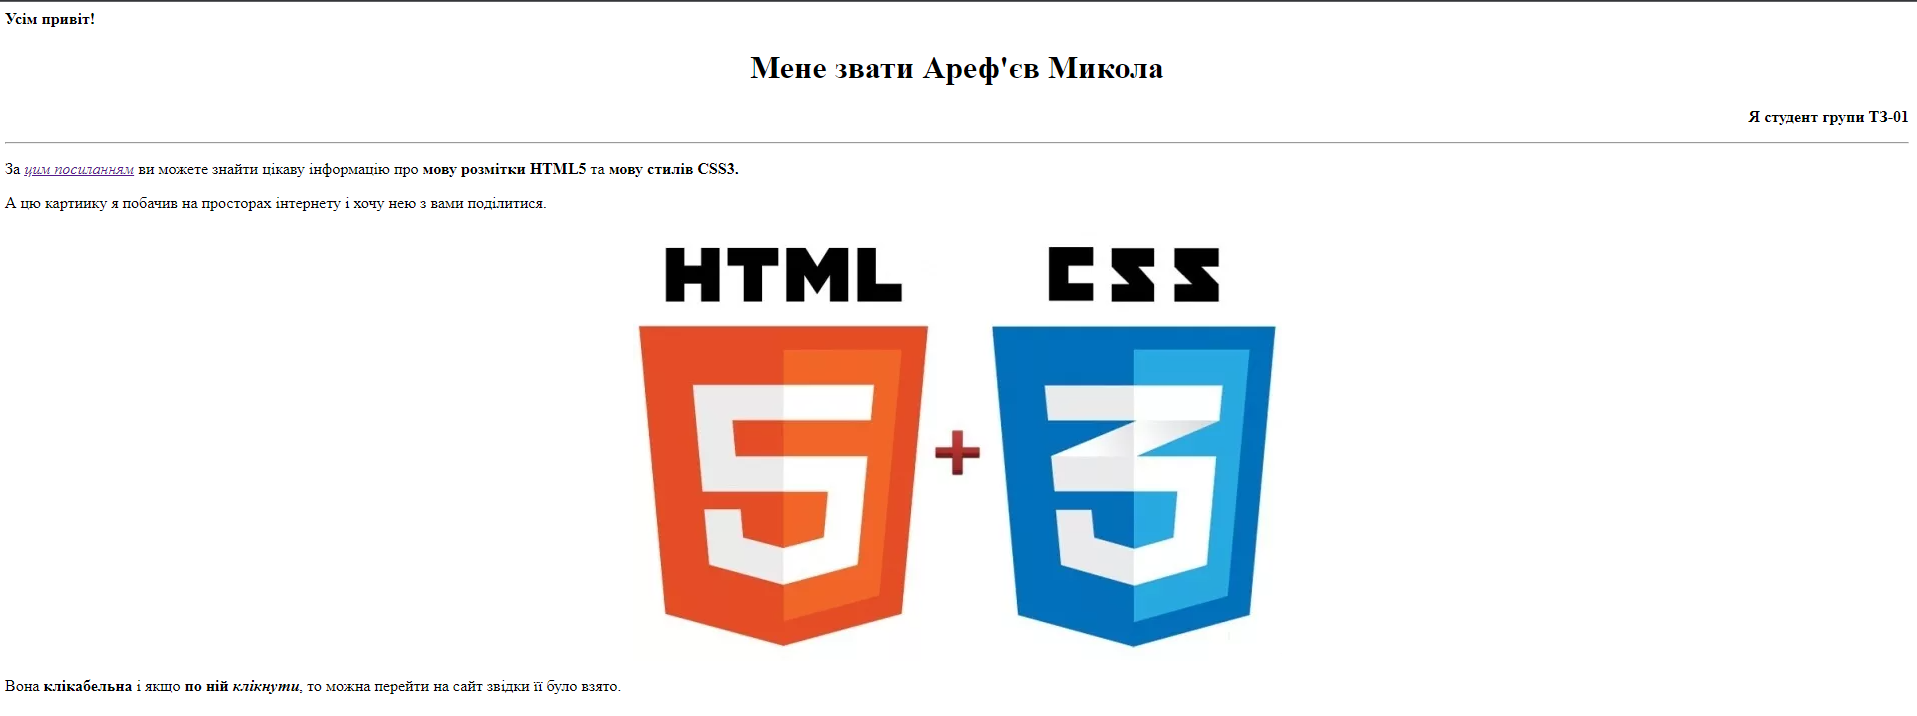 Усім привіт!
Мене звати Ареф'єв Микола
Я студент групи ТЗ-01
За цим посиланням ви можете знайти цікаву інформацію про мову розмітки HTML5 та мову стилів CSS3.
А цю картиику я побачив на просторах інтернету і хочу нею з вами поділитися.
HTML CSS
5 + 3
Вона клікабельна і якщо по ній клікнути, то можна перейти на сайт звідки її було взято.